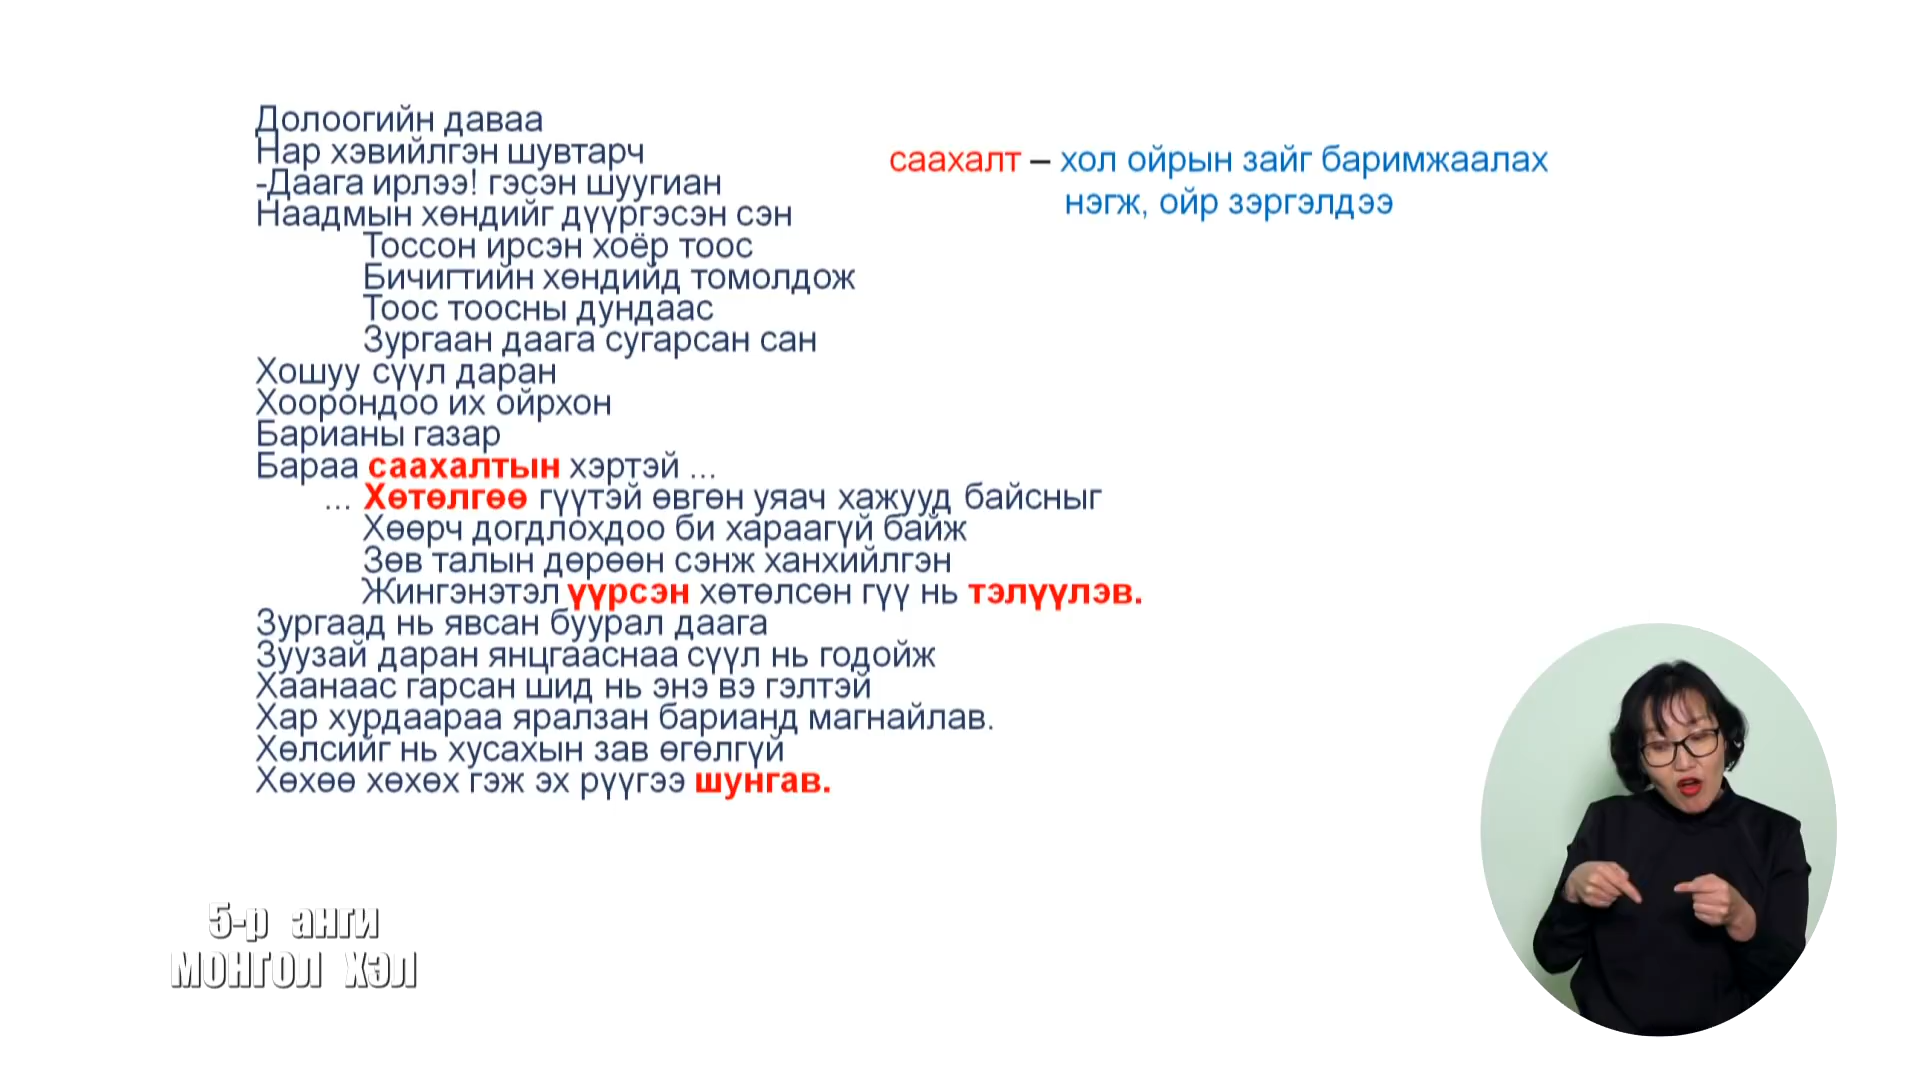 Долоогийн даваа
Нар хэвийлгэн шувтарч
-Даага ирлээ! гэсэн шуугиан
Наадмын хөндийг дүүргэсэн сэн
Тоссон ирсэн хоёр тоос
Бичигтийн хөндийд томолдож
Тоос тоосны дундаас
Зургаан даага сугарсан сан
Хошуу сүүл даран
Хоорондоо их ойрхон
Барианы газар
Бараа саахалтын хэртэй ...
... Хөтөлгөө гүүтэй өвгөн уяач хажууд байсныг
Хөөрч догдлохдоо би хараагүй байж
Зөв талын дөрөөн сэнж ханхийлгэн
Жингэнэтэл үүрсэн хөтөлсөн гүү нь тэлүүлэв.
Зургаад нь явсан буурал даага
Зуузай даран янцгааснаа сүүл нь годойж
Хаанаас гарсан шид нь энэ вэ гэлтэй
Хар хурдаараа яралзан барианд магнайлав.
Хөлсийг нь хусахын зав өгөлгүй
Хөхөө хөхөх гэж эх рүүгээ шунгав.
саахалт – хол ойрын зайг баримжаалах
нэгж, ойр зэргэлдээ
5-р анги
МОНГОЛ ХЭЛ